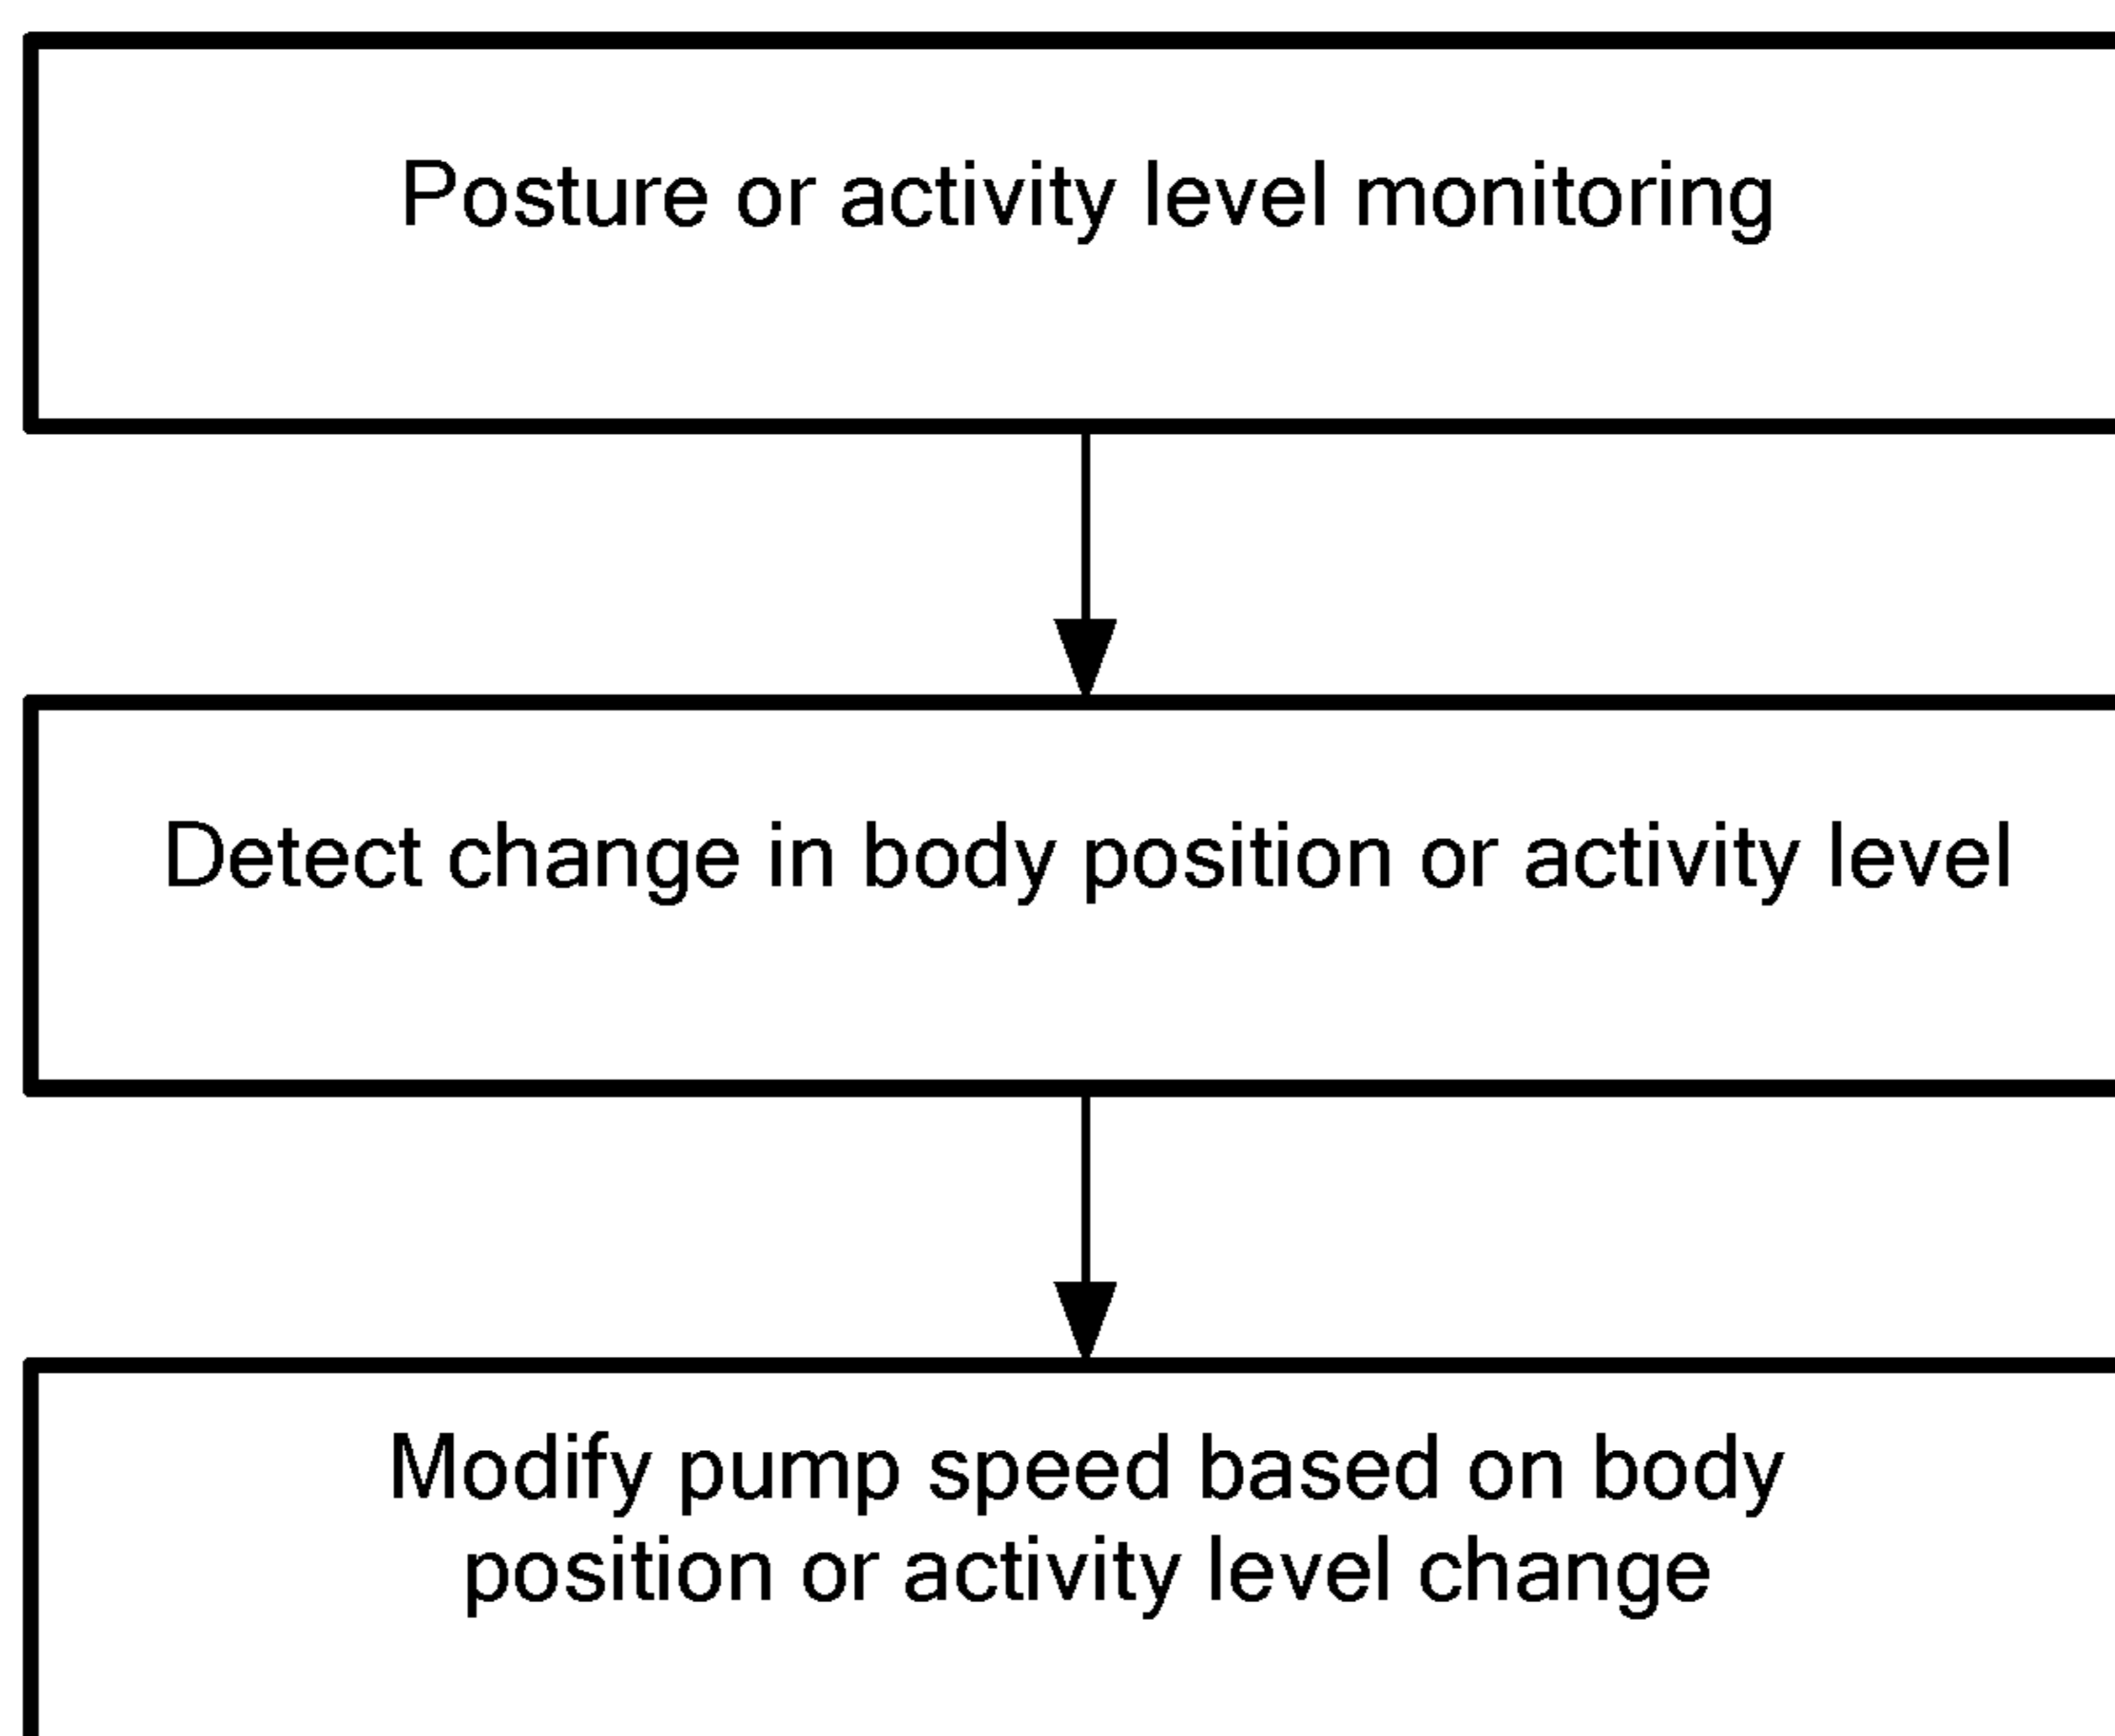 Posture or activity level monitoring
Detect change in body position or activity level
Modify pump speed based on body
position or activity level change